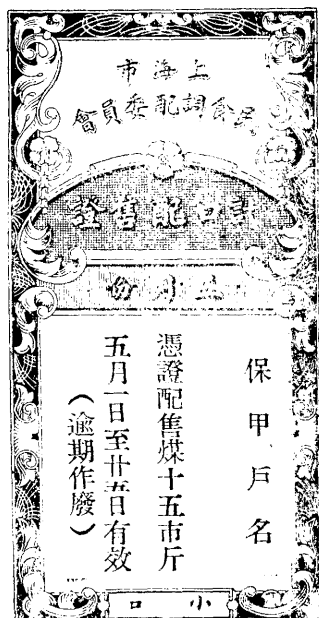 上海市
民食調配委員會
計口配售證
五月份
保甲戶名
憑證配售煤十五市斤
五月一日至廿五日有效
（逾期作廢）
小口